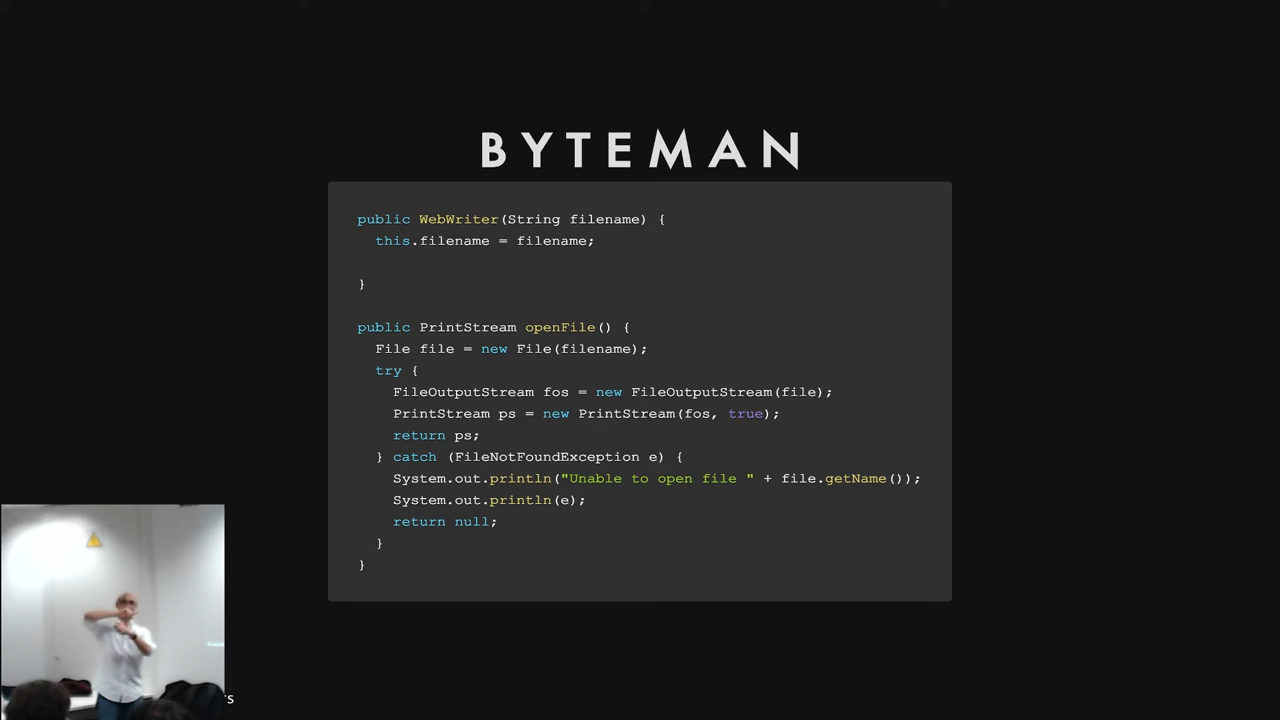 BYTEMAN
public WebWriter(String filename) {
this.filename = filename;
}
public PrintStream openFile() {
File file = new File(filename);
try {
FileOutputStream fos = new FileOutputStream(file);
PrintStream ps = new PrintStream(fos, true);
return ps;
} catch (FileNotFoundException e) {
System.out.println("Unable to open file " + file.getName());
System.out.println(e);
return null;
}
}